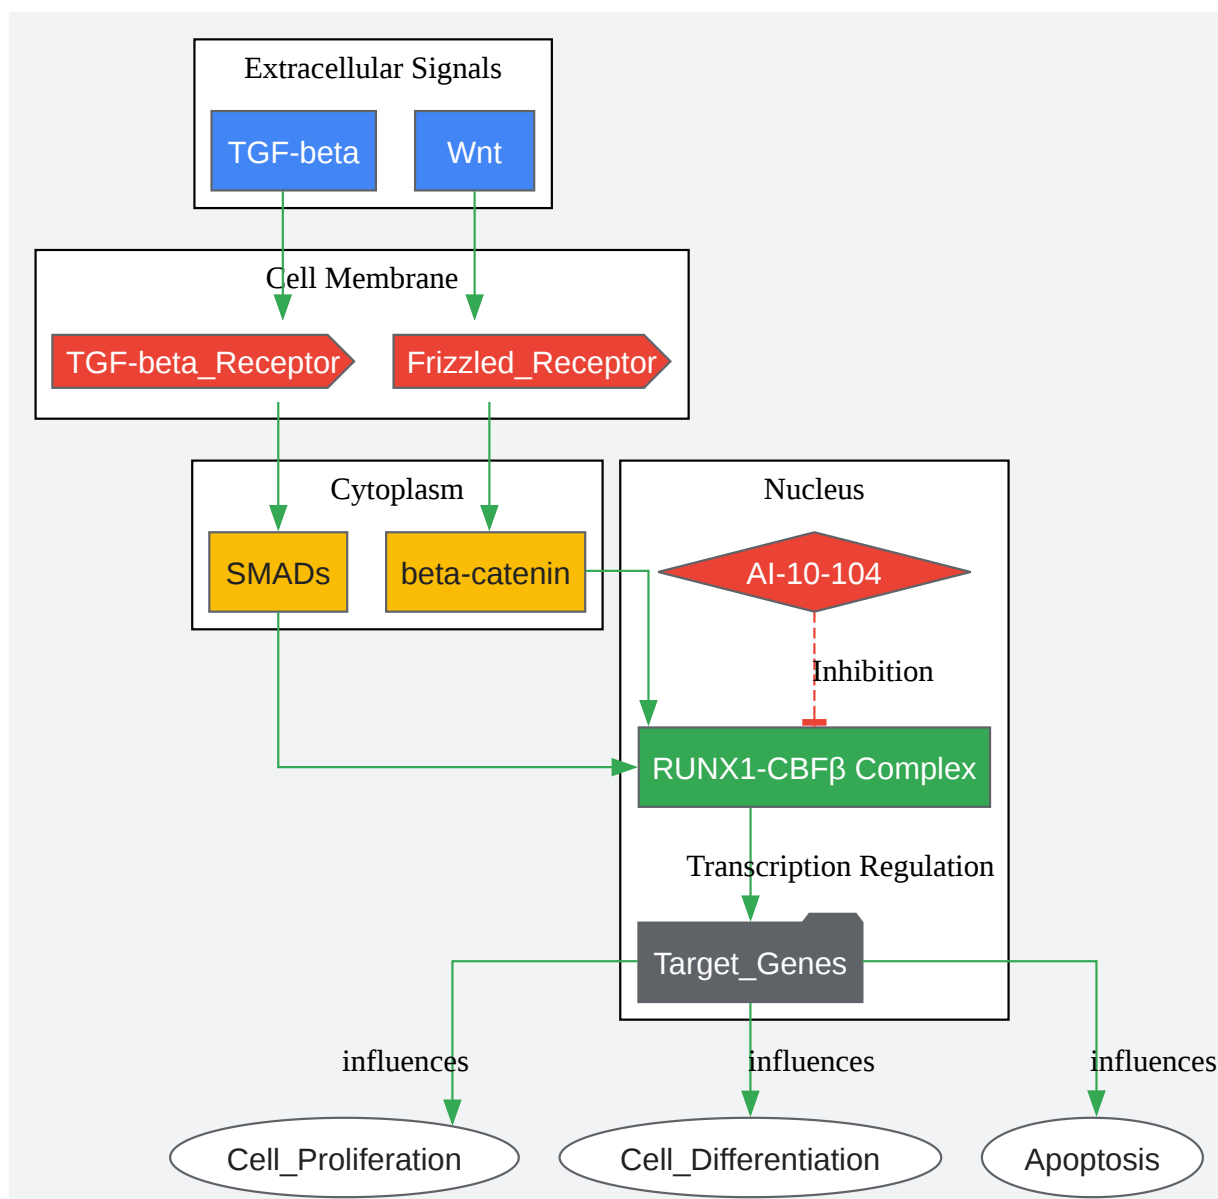 Extracellular Signals
TGF-beta
Wnt
Cell Membrane
TGF-beta_Receptor
Frizzled_Receptor
Cytoplasm
Nucleus
SMADs
beta-catenin
AI-10-104
Inhibition
RUNX1-CBFβ Complex
Transcription Regulation
Target_Genes
influences
influences
influences
Cell_Proliferation
Cell_Differentiation
Apoptosis